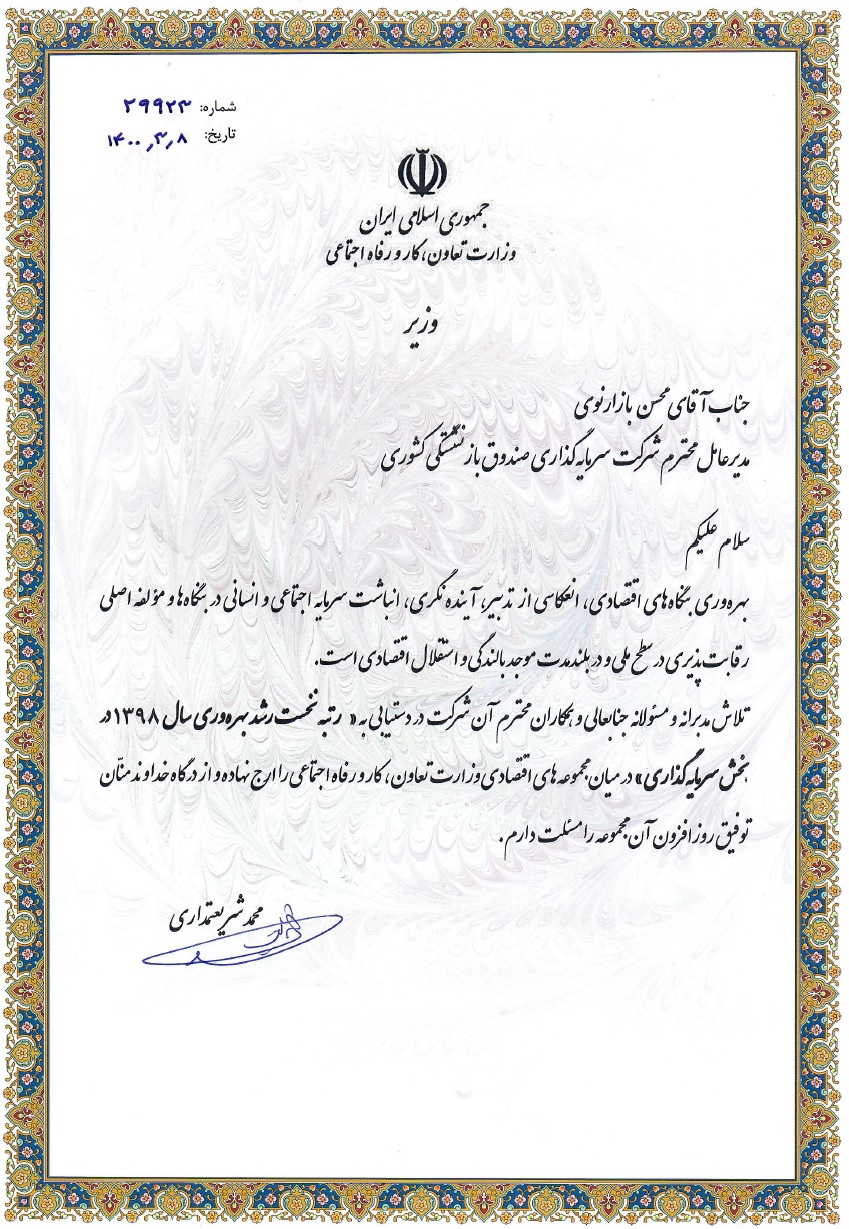 شماره: ۲۹۹۲۳
تاریخ: ۱۴۰۰٫۳٫۸
جمهوری اسلامی ایران
وزارت تعاون، کار و رفاه اجتماعی
وزیر
جناب آقای محسن بازارنوی
مدیرعامل محترم شرکت سرمایه گذاری صندوق بازنشستگی کشوری
سلام علیکم
بهره‌وری بنگاه‌های اقتصادی، انعکاسی از تدبیر، آینده نگری، انباشت سرمایه اجتماعی و انسانی در بنگاه‌ها و مؤلفه اصلی
رقابت پذیری در سطح ملی و در بلندمدت موجد بالندگی و استقلال اقتصادی است.
تلاش مدبرانه و مسئولانه جنابعالی و همکاران محترم آن شرکت در دستیابی به « رتبه نخست رشد بهره‌وری سال ۱۳۹۸ در
بخش سرمایه گذاری» در میان مجموعه های اقتصادی وزارت تعاون، کار و رفاه اجتماعی را ارج نهاده و از درگاه خداوند منّان
توفیق روزافزون آن مجموعه را مسئلت دارم.
محمد شریعتمداری